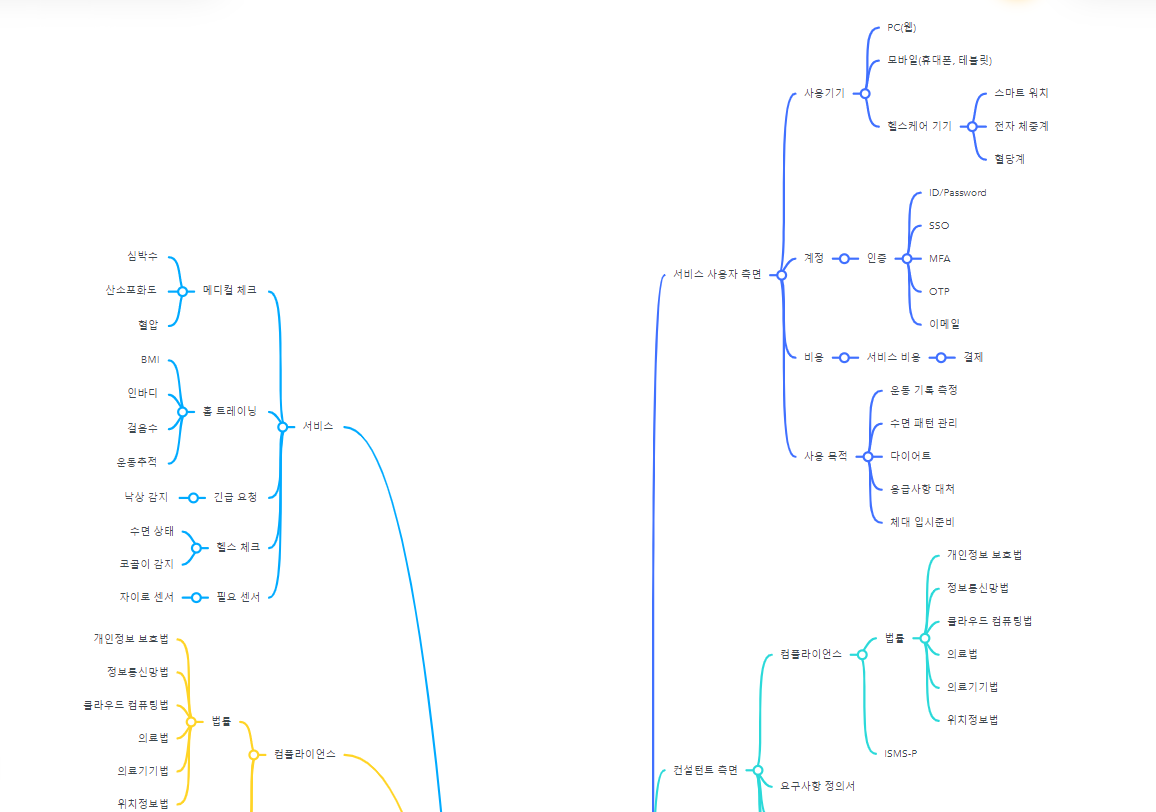 PC(웹)
모바일(휴대폰, 테블릿)
사용기기
스마트 워치
헬스케어 기기
전자 체중계
혈당계
ID/Password
SSO
계정
인증
MFA
OTP
이메일
서비스 사용자 측면
비용
서비스 비용
결제
운동 기록 측정
수면 패턴 관리
사용 목적
다이어트
응급사항 대처
체대 입시준비
심박수
산소포화도
메디컬 체크
혈압
BMI
인바디
홈 트레이닝
걸음수
운동추적
서비스
낙상 감지
긴급 요청
수면 상태
헬스 체크
코골이 감지
자이로 센서
필요 센서
개인정보 보호법
정보통신망법
클라우드 컴퓨팅법
법률
의료법
의료기기법
위치정보법
컴플라이언스
개인정보 보호법
정보통신망법
클라우드 컴퓨팅법
법률
의료법
컴플라이언스
의료기기법
위치정보법
ISMS-P
컨설턴트 측면
요구사항 정의서